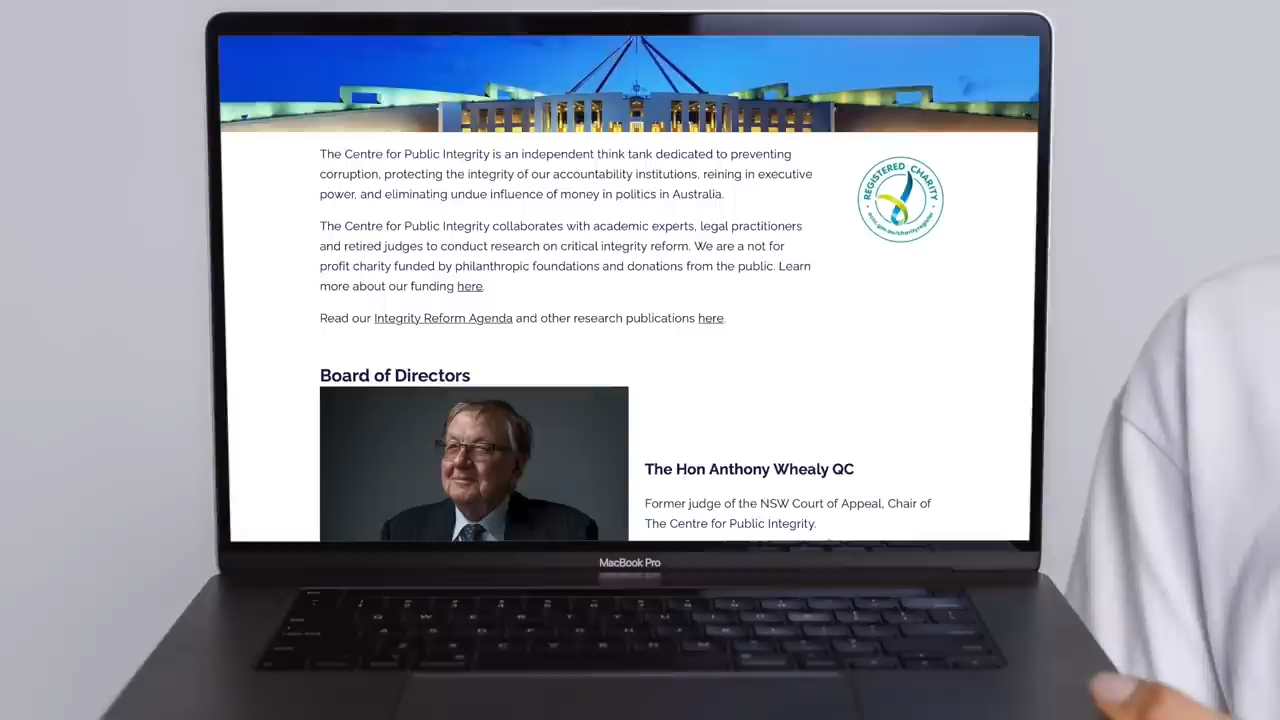 The Centre for Public Integrity is an independent think tank dedicated to preventing
corruption, protecting the integrity of our accountability institutions, reining in executive
power, and eliminating undue influence of money in politics in Australia.
REGISTERED CHARITY
acnc.gov.au/charityregister
The Centre for Public Integrity collaborates with academic experts, legal practitioners
and retired judges to conduct research on critical integrity reform. We are a not for
profit charity funded by philanthropic foundations and donations from the public. Learn
more about our funding here.
Read our Integrity Reform Agenda and other research publications here.
Board of Directors
The Hon Anthony Whealy QC
Former judge of the NSW Court of Appeal, Chair of
The Centre for Public Integrity.
MacBook Pro